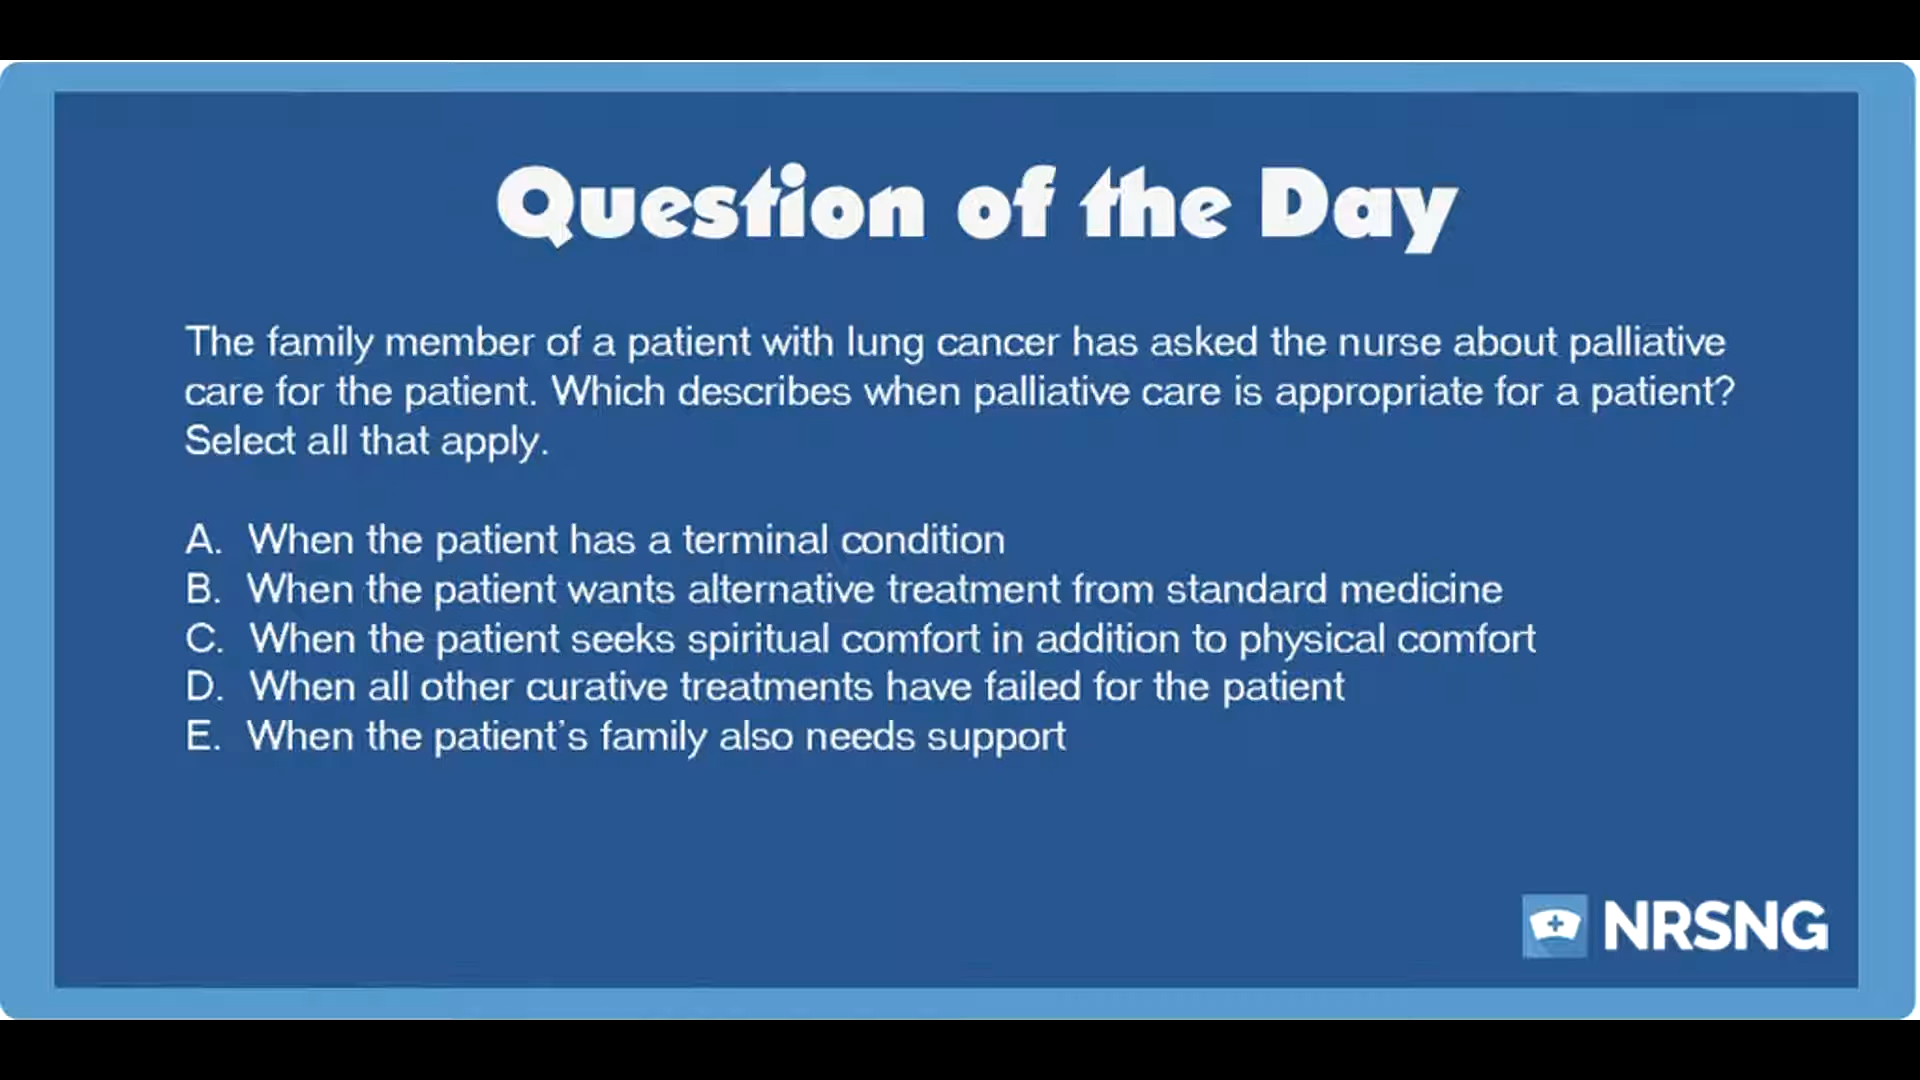 Question of the Day
The family member of a patient with lung cancer has asked the nurse about palliative
care for the patient. Which describes when palliative care is appropriate for a patient?
Select all that apply.
A. When the patient has a terminal condition
B. When the patient wants alternative treatment from standard medicine
C. When the patient seeks spiritual comfort in addition to physical comfort
D. When all other curative treatments have failed for the patient
E. When the patient's family also needs support
NRSNG